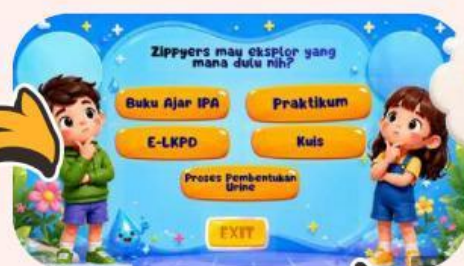 Zippyers mau eksplor yang
mana dulu nih?
Buku Ajar IPA
Praktikum
E-LKPD
Kuis
Proses Pembentukan
Urine
EXIT